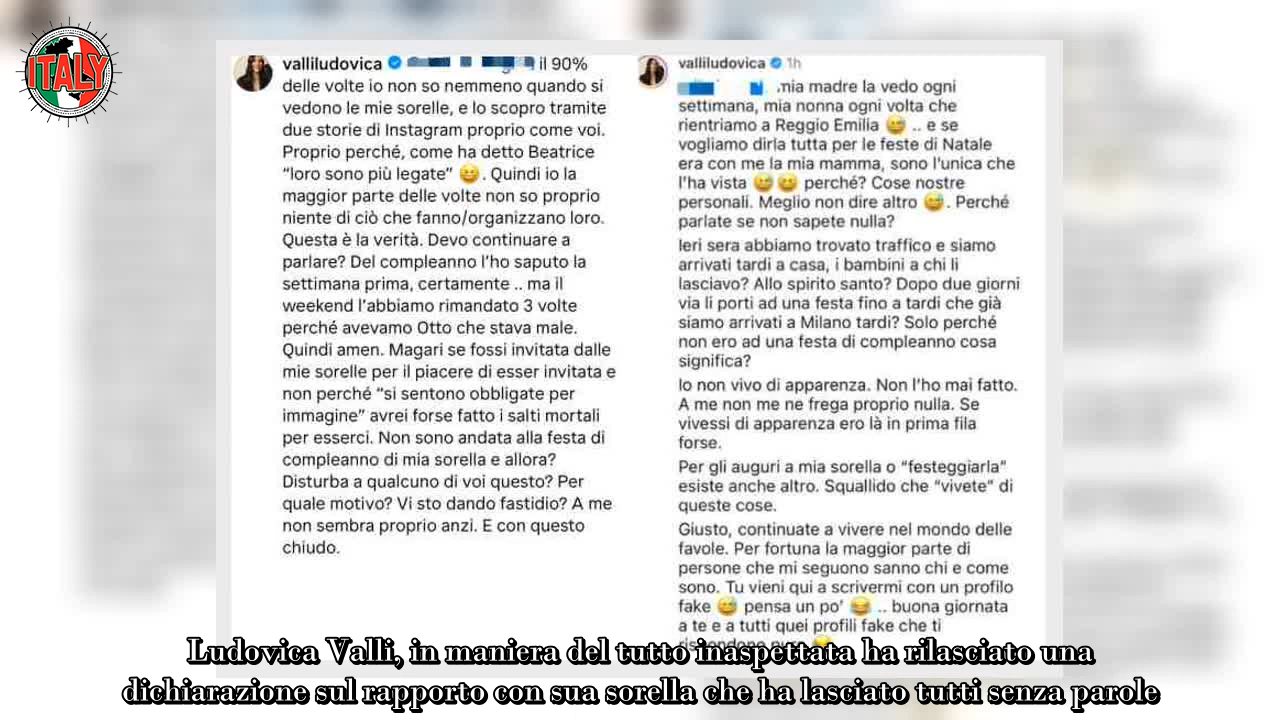 ITALY
valliludovica il 90%
delle volte io non so nemmeno quando si
vedono le mie sorelle, e lo scopro tramite
due storie di Instagram proprio come voi.
Proprio perché, come ha detto Beatrice
“loro sono più legate” 😁. Quindi io la
maggior parte delle volte non so proprio
niente di ciò che fanno/organizzano loro.
Questa è la verità. Devo continuare a
parlare? Del compleanno l’ho saputo la
settimana prima, certamente .. ma il
weekend l’abbiamo rimandato 3 volte
perché avevamo Otto che stava male.
Quindi amen. Magari se fossi invitata dalle
mie sorelle per il piacere di esser invitata e
non perché “si sentono obbligate per
immagine” avrei forse fatto i salti mortali
per esserci. Non sono andata alla festa di
compleanno di mia sorella e allora?
Disturba a qualcuno di voi questo? Per
quale motivo? Vi sto dando fastidio? A me
non sembra proprio anzi. E con questo
chiudo.
valliludovica 1h
mia madre la vedo ogni
settimana, mia nonna ogni volta che
rientriamo a Reggio Emilia 😅 .. e se
vogliamo dirla tutta per le feste di Natale
era con me la mia mamma, sono l’unica che
l’ha vista 😅😄 perché? Cose nostre
personali. Meglio non dire altro 😅. Perché
parlate se non sapete nulla?
Ieri sera abbiamo trovato traffico e siamo
arrivati tardi a casa, i bambini a chi li
lasciavo? Allo spirito santo? Dopo due giorni
via li porti ad una festa fino a tardi che già
siamo arrivati a Milano tardi? Solo perché
non ero ad una festa di compleanno cosa
significa?
Io non vivo di apparenza. Non l’ho mai fatto.
A me non me ne frega proprio nulla. Se
vivessi di apparenza ero là in prima fila
forse.
Per gli auguri a mia sorella o “festeggiarla”
esiste anche altro. Squallido che “vivete” di
queste cose.
Giusto, continuate a vivere nel mondo delle
favole. Per fortuna la maggior parte di
persone che mi seguono sanno chi e come
sono. Tu vieni qui a scrivermi con un profilo
fake 😅 pensa un po’ 😂 .. buona giornata
a te e a tutti quei profili fake che ti
Ludovica Valli, in maniera del tutto inaspettata ha rilasciato una
dichiarazione sul rapporto con sua sorella che ha lasciato tutti senza parole